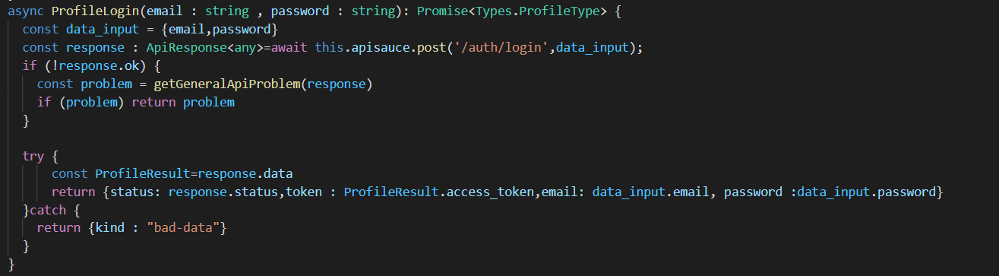 async ProfileLogin(email : string , password : string): Promise<Types.ProfileType> {
const data_input = {email,password}
const response : ApiResponse<any>=await this.apisauce.post('/auth/login',data_input);
if (!response.ok) {
const problem = getGeneralApiProblem(response)
if (problem) return problem
}
try {
const ProfileResult=response.data
return {status: response.status,token : ProfileResult.access_token,email: data_input.email, password :data_input.password}
}catch {
return {kind : "bad-data"}
}
}